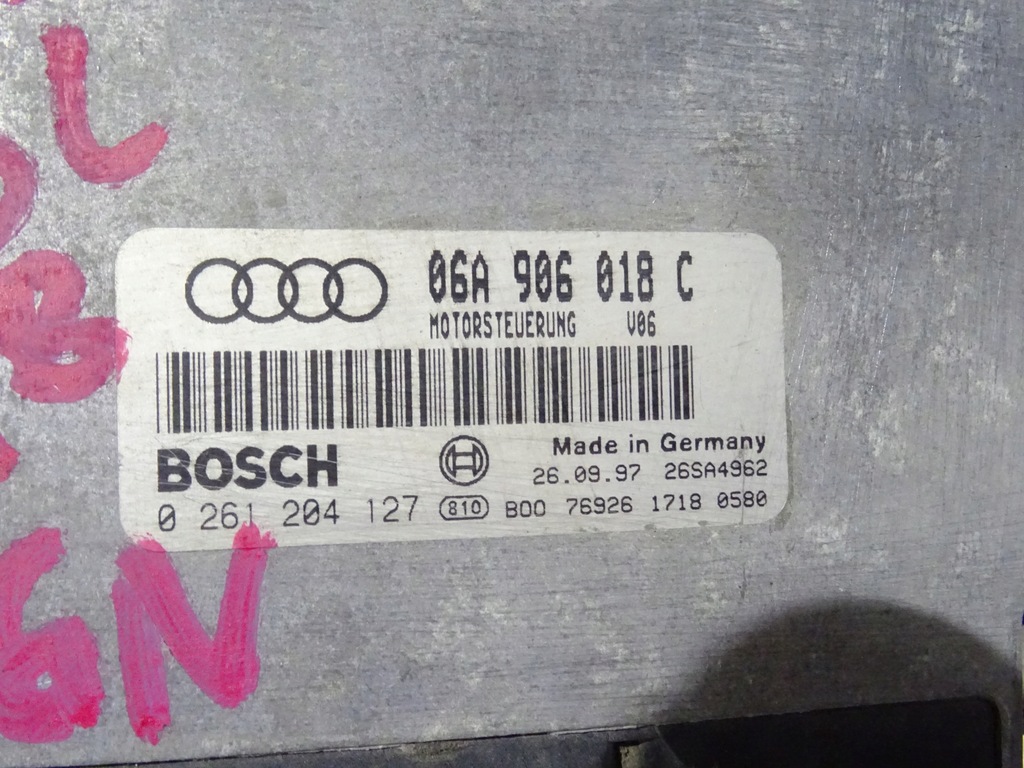 L
B
GN
06A 906 018 C
MOTORSTEUERUNG V06
BOSCH
Made in Germany
26.09.97 26SA4962
0 261 204 127 810 B00 76926 1718 0580